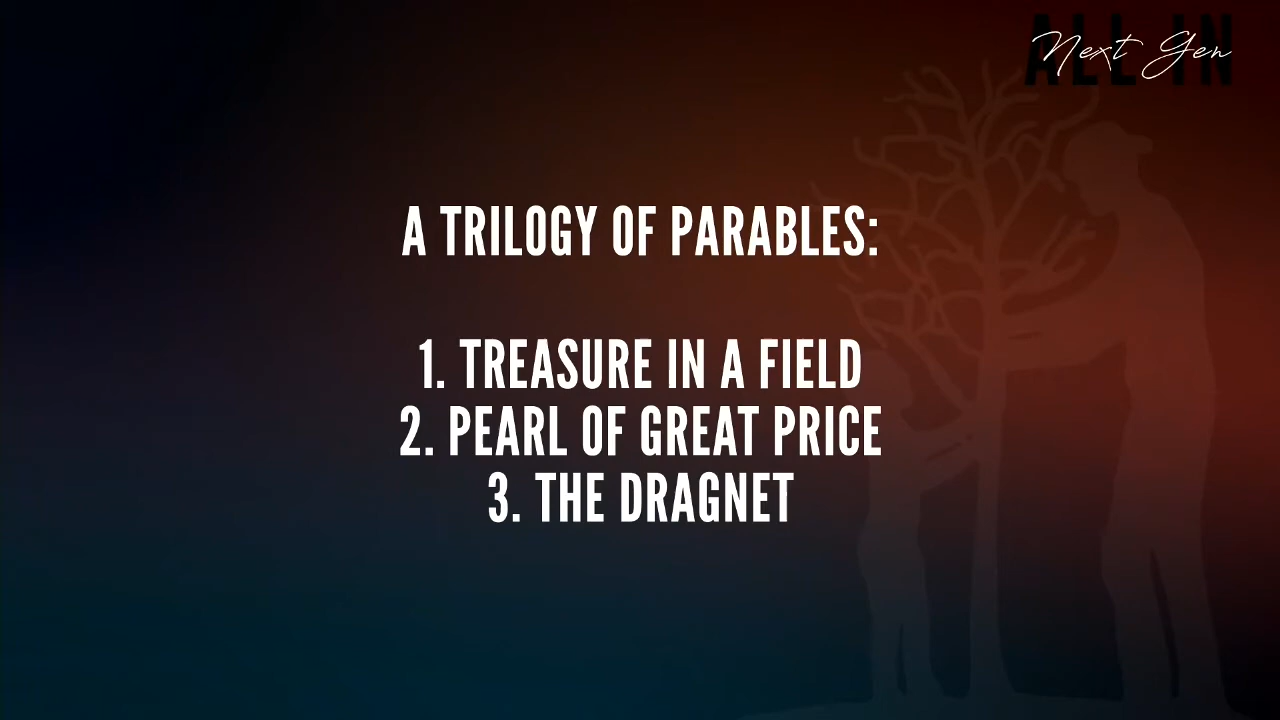 ALL IN
Next Gen
A TRILOGY OF PARABLES:
1. TREASURE IN A FIELD
2. PEARL OF GREAT PRICE
3. THE DRAGNET